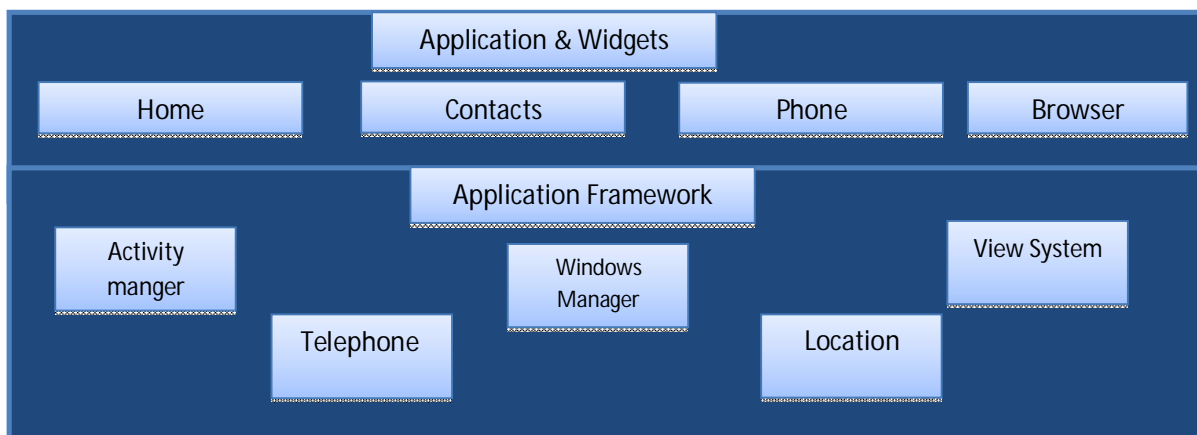 Application & Widgets
Home
Contacts
Phone
Browser
Application Framework
Activity
manger
Windows
Manager
View System
Telephone
Location